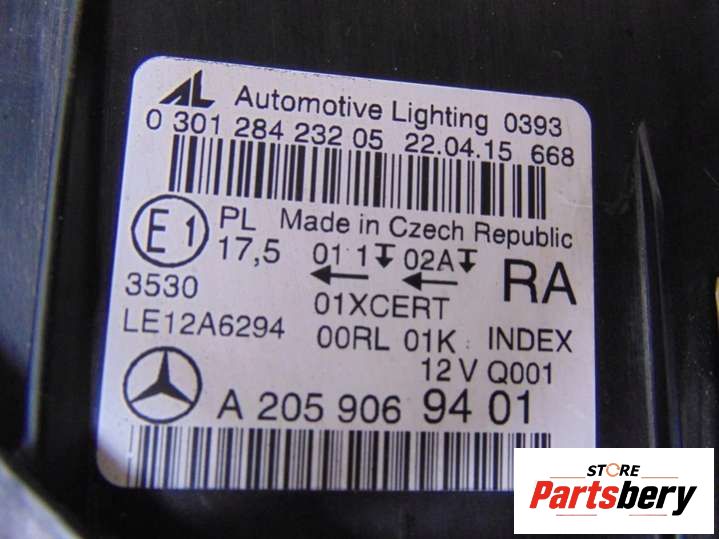 AL Automotive Lighting 0393
0 301 284 232 05 22.04.15 668
E1 PL Made in Czech Republic
17,5 01 1 02A RA
3530 01XCERT
LE12A6294 00RL 01K INDEX
12 V Q001
A 205 906 94 01
STORE
Partsbery